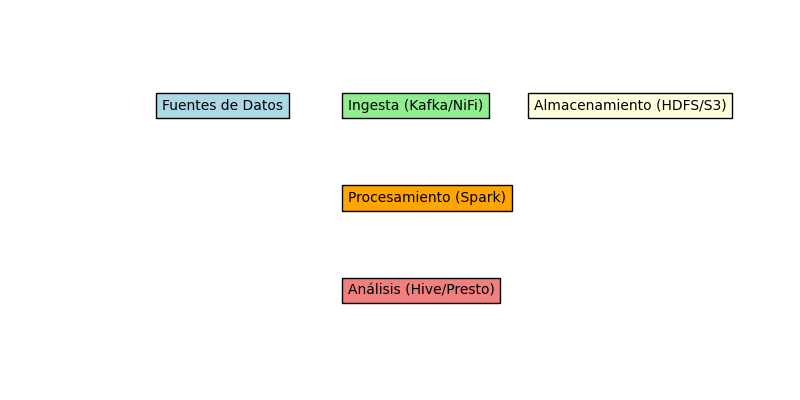 Fuentes de Datos
Ingesta (Kafka/NiFi)
Almacenamiento (HDFS/S3)
Procesamiento (Spark)
Análisis (Hive/Presto)